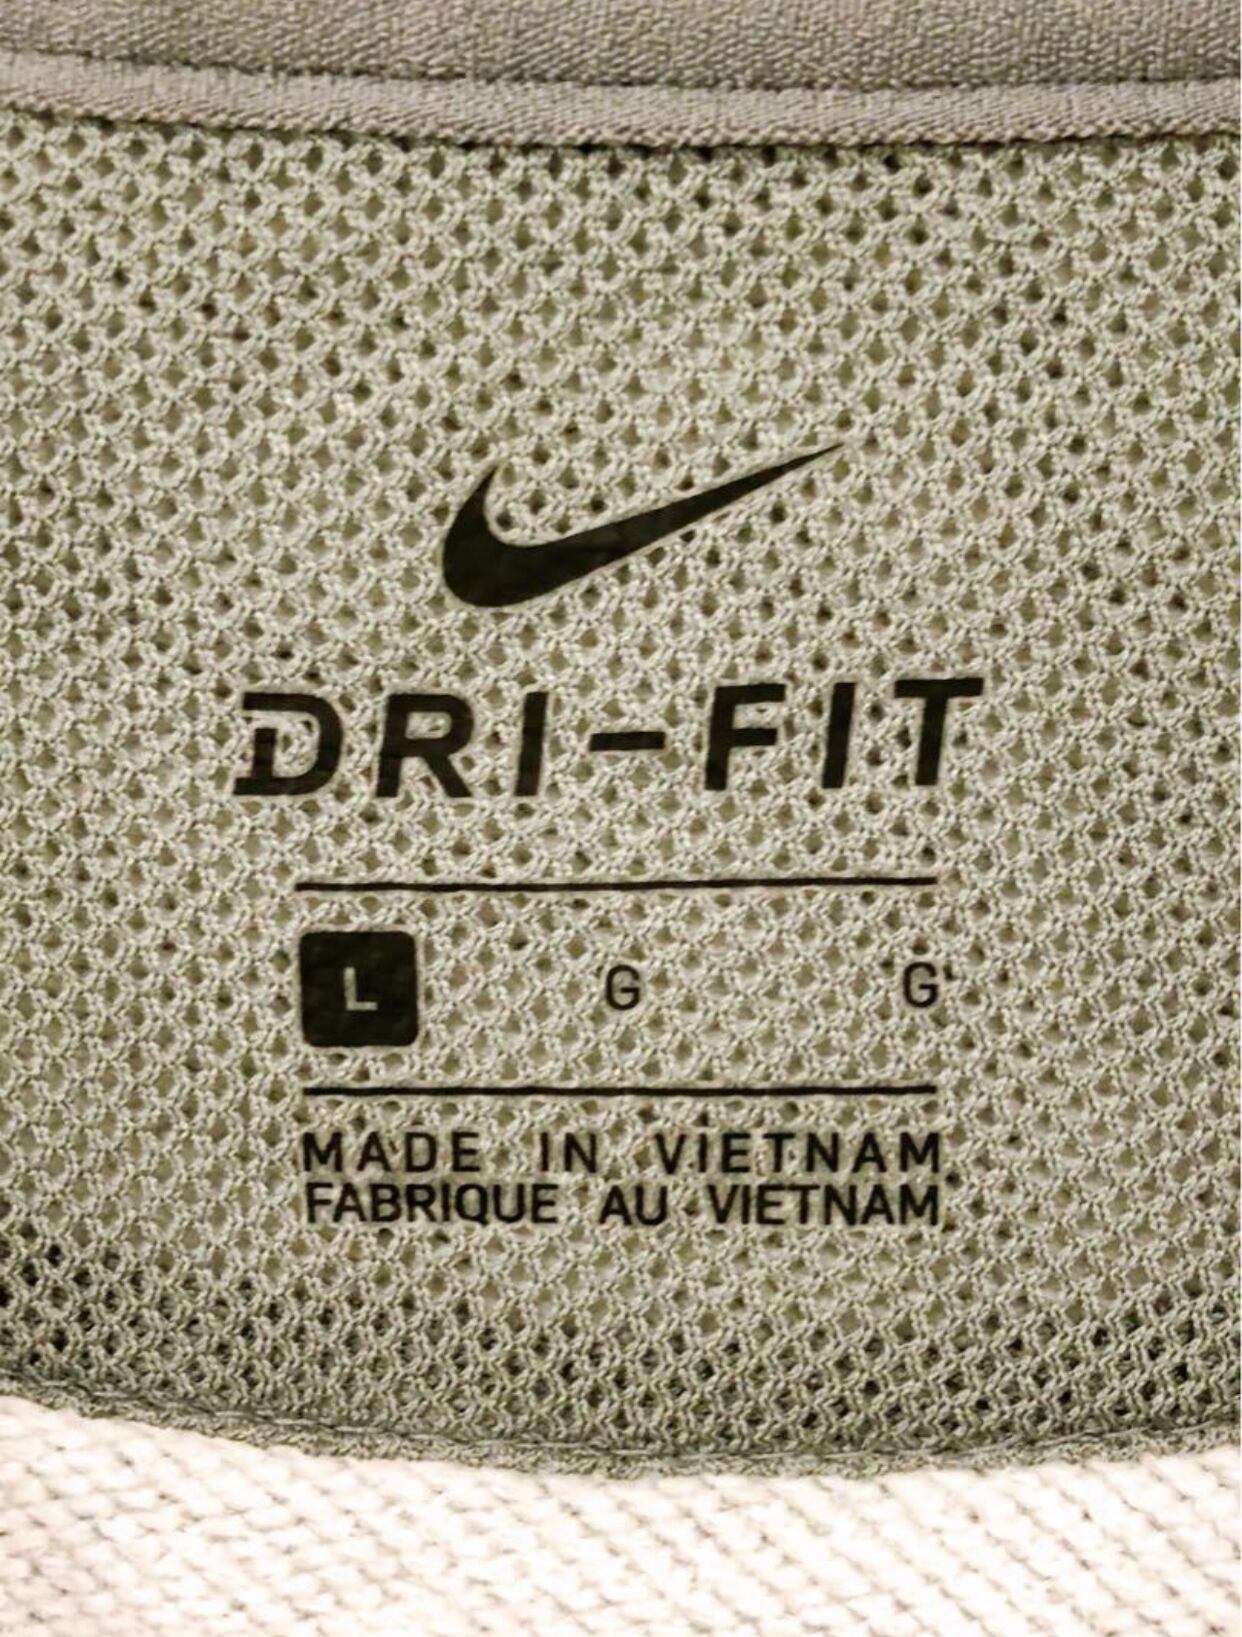 DRI-FIT
L G G
MADE IN VIETNAM
FABRIQUE AU VIETNAM